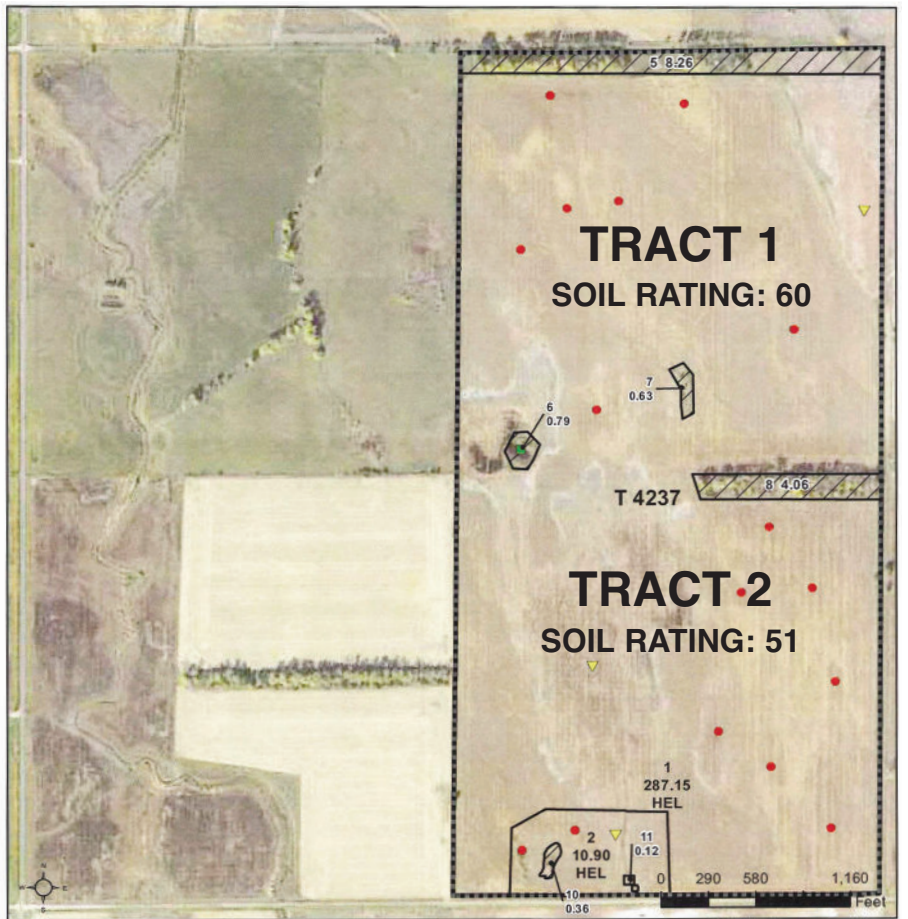 5 8.26
TRACT 1
SOIL RATING: 60
7
0.63
6
0.79
8 4.06
T 4237
TRACT 2
SOIL RATING: 51
1
287.15
HEL
2
10.90
HEL
11
0.12
10
0.36
N
W E
S
0 290 580 1,160
Feet